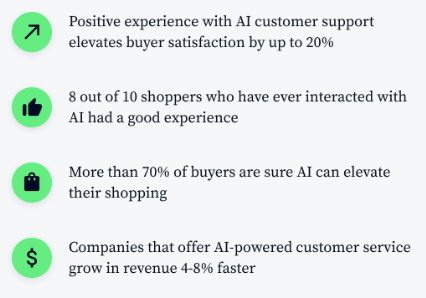 Positive experience with AI customer support
elevates buyer satisfaction by up to 20%
8 out of 10 shoppers who have ever interacted with
AI had a good experience
More than 70% of buyers are sure AI can elevate
their shopping
$
Companies that offer AI-powered customer service
grow in revenue 4-8% faster